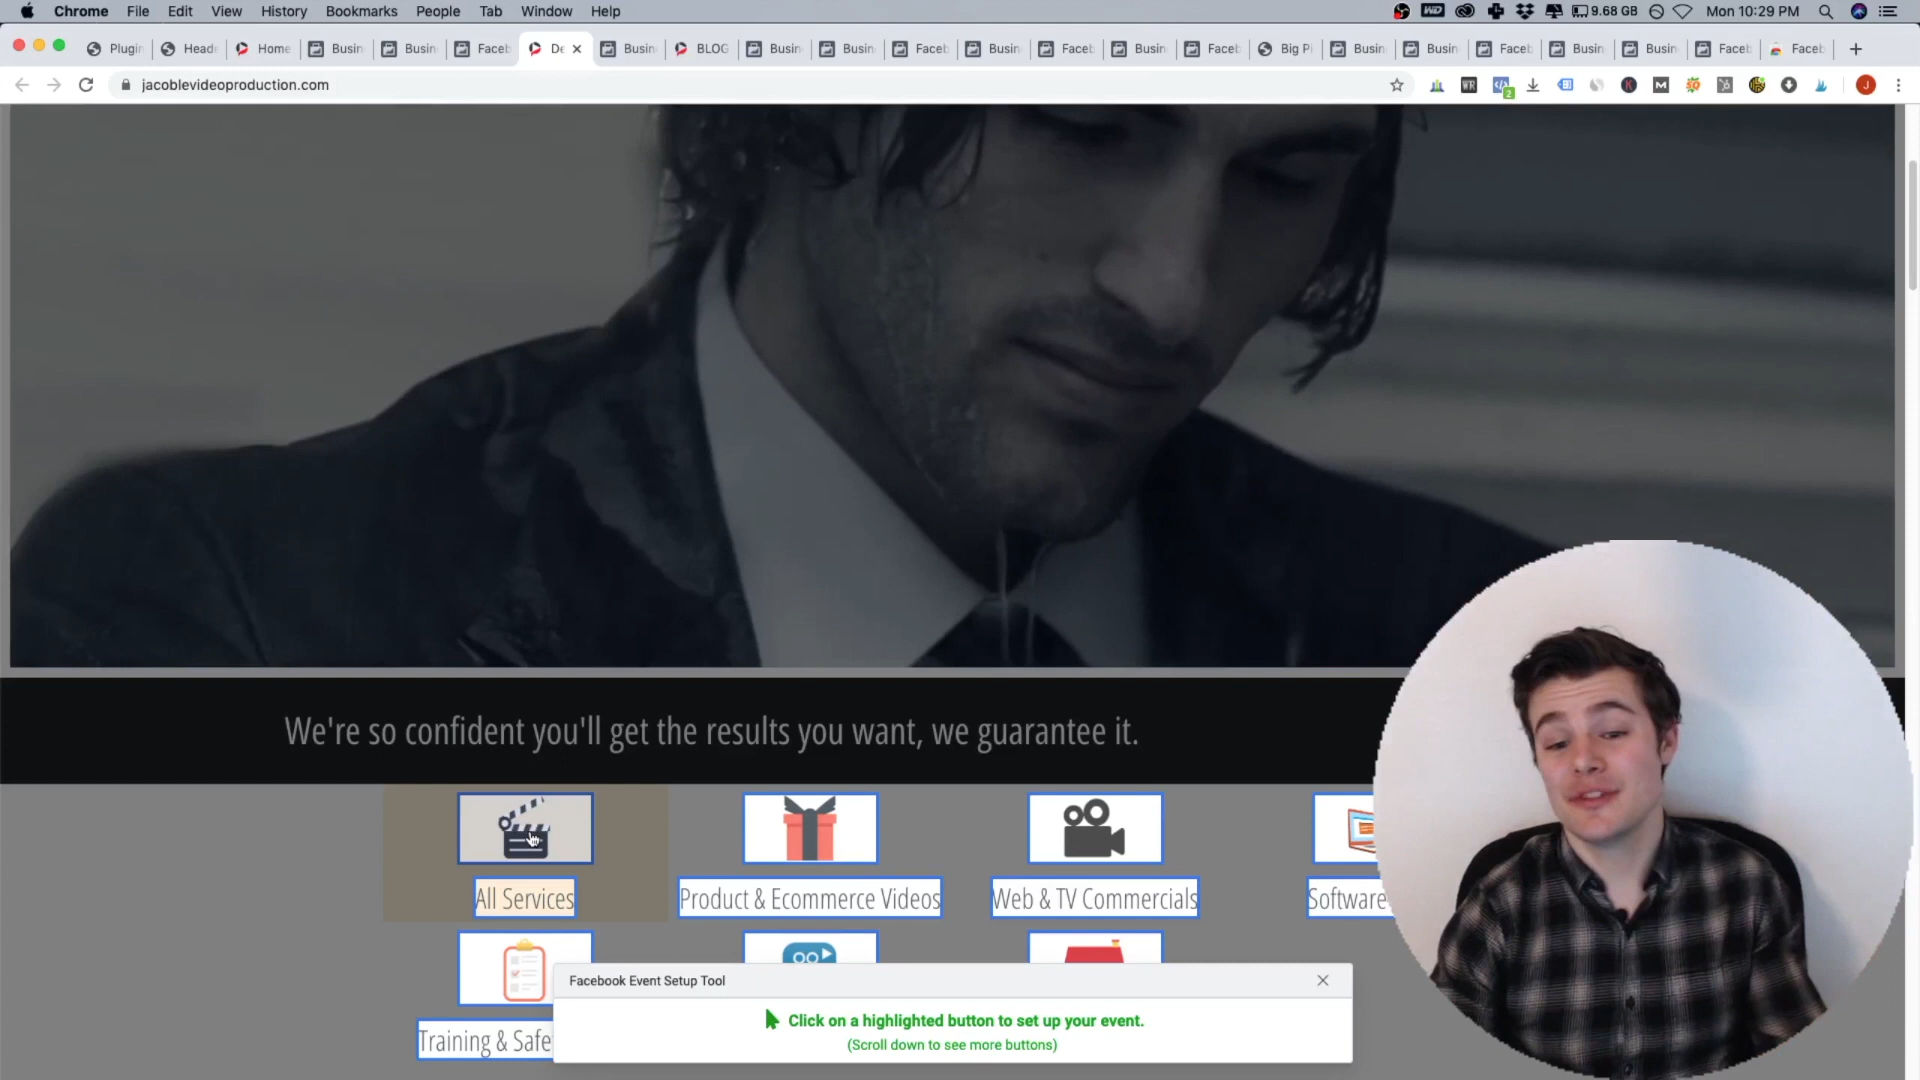 Chrome File Edit View History Bookmarks People Tab Window Help
9.68 GB Mon 10:29 PM
Plugin Head Home Busin Busin Faceb De Busin BLOG Busin Busin Faceb Busin Faceb Busin Faceb Big Pi Busin Busin Faceb Busin Busin Faceb Faceb
jacoblevideoproduction.com
We're so confident you'll get the results you want, we guarantee it.
All Services Product & Ecommerce Videos Web & TV Commercials Software
Training & Safe
Facebook Event Setup Tool
Click on a highlighted button to set up your event.
(Scroll down to see more buttons)